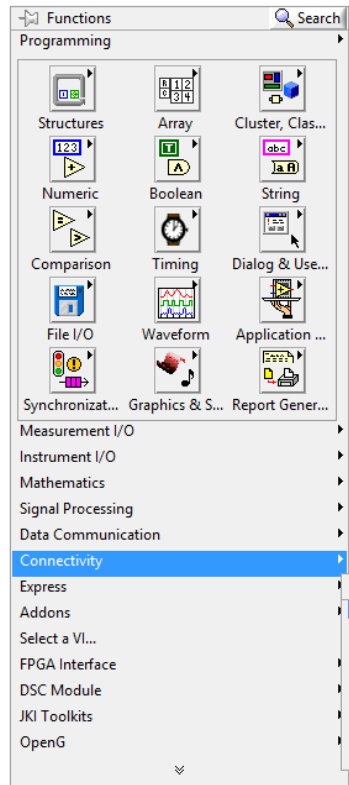 Functions Search
Programming
Structures Array Cluster, Clas...
Numeric Boolean String
Comparison Timing Dialog & Use...
File I/O Waveform Application ...
Synchronizat... Graphics & S... Report Gener...
Measurement I/O
Instrument I/O
Mathematics
Signal Processing
Data Communication
Connectivity
Express
Addons
Select a VI...
FPGA Interface
DSC Module
JKI Toolkits
OpenG